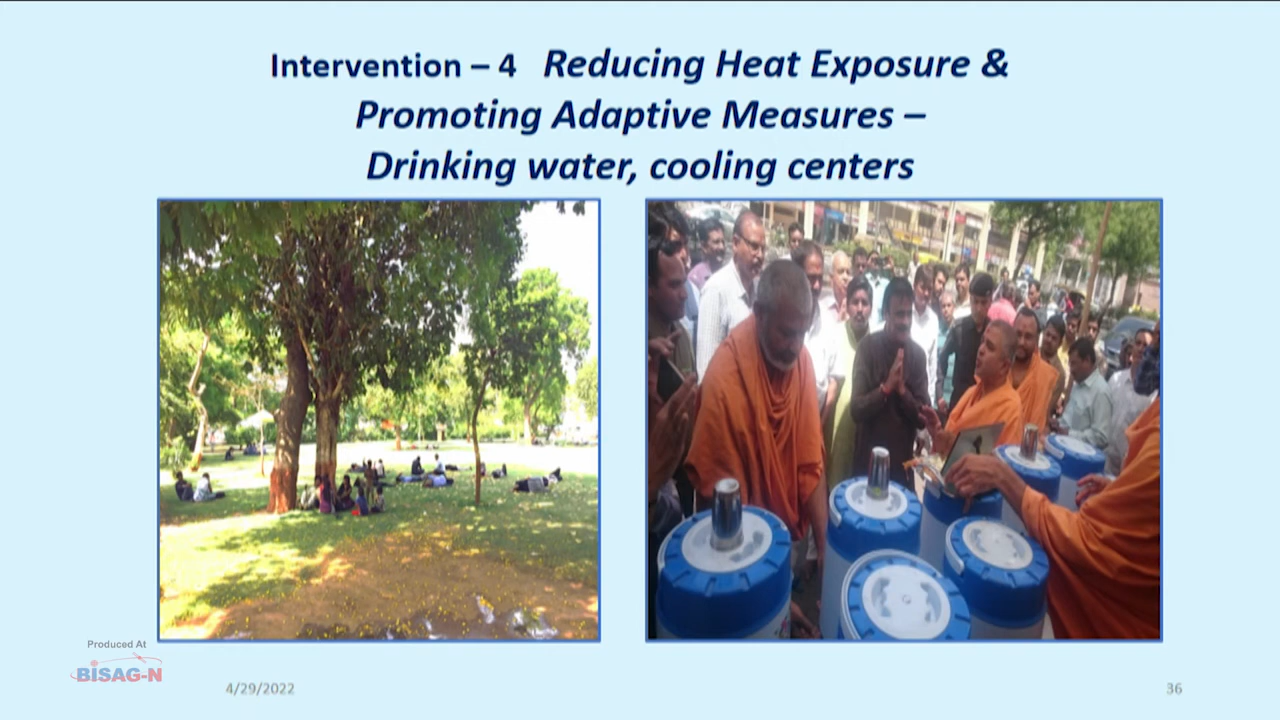 Intervention – 4 Reducing Heat Exposure &
Promoting Adaptive Measures –
Drinking water, cooling centers
Produced At
BISAG-N
4/29/2022
36